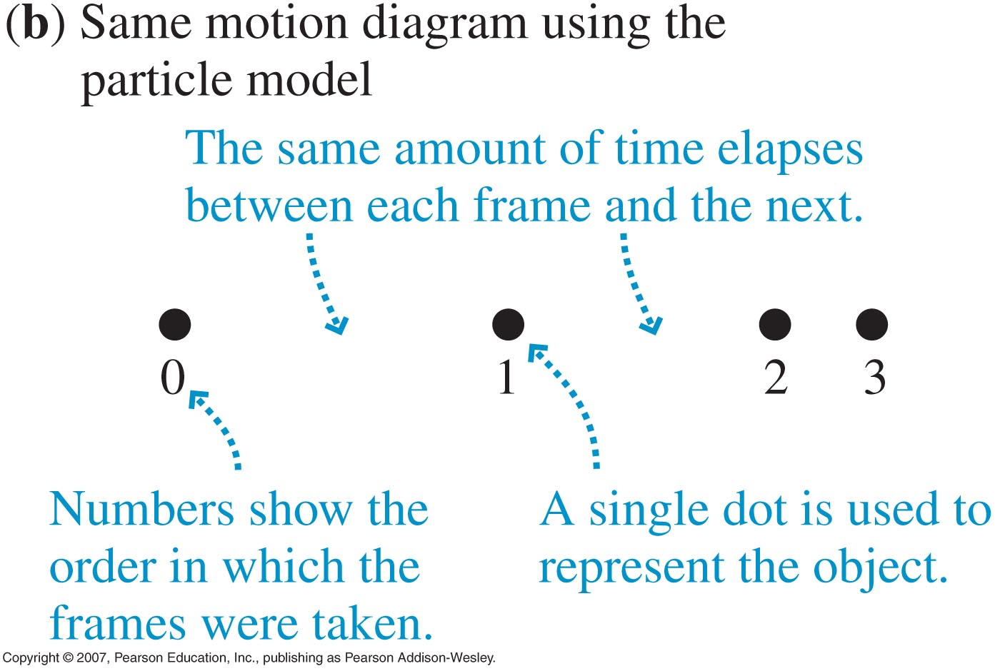 (b) Same motion diagram using the
particle model
The same amount of time elapses
between each frame and the next.
0
1
2
3
Numbers show the
order in which the
frames were taken.
A single dot is used to
represent the object.
Copyright © 2007, Pearson Education, Inc., publishing as Pearson Addison-Wesley.